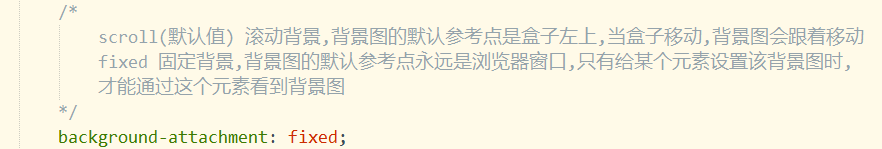 /*
scroll(默认值) 滚动背景,背景图的默认参考点是盒子左上,当盒子移动,背景图会跟着移动
fixed 固定背景,背景图的默认参考点永远是浏览器窗口,只有给某个元素设置该背景图时,
才能通过这个元素看到背景图
*/
background-attachment: fixed;